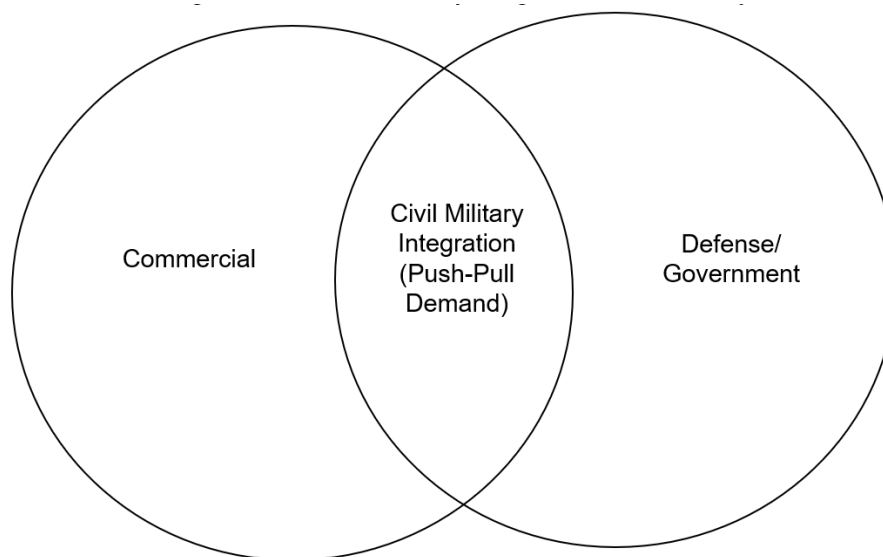 Commercial
Civil Military
Integration
(Push-Pull
Demand)
Defense/
Government